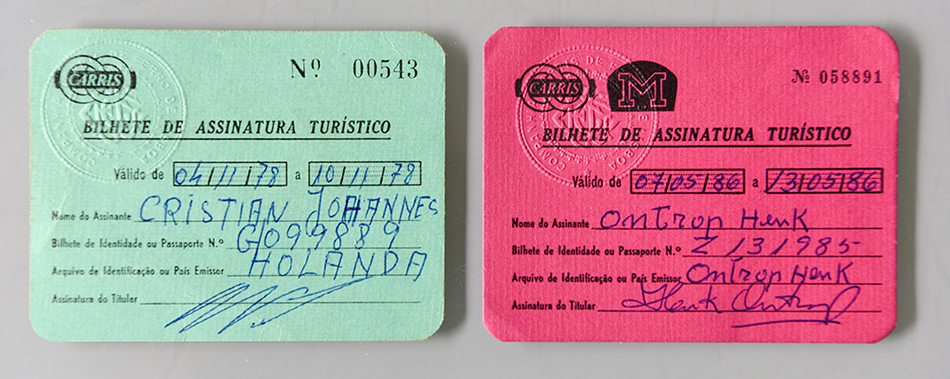 CARRIS
Nº 00543
BILHETE DE ASSINATURA TURÍSTICO
Válido de 04/11/78 a 10/11/78
Nome do Assinante CRISTIAN JOHANNES
Bilhete de Identidade ou Passaporte N.º G099889
Arquivo de Identificação ou País Emissor HOLANDA
Assinatura do Titular
CARRIS M
Nº 058891
BILHETE DE ASSINATURA TURÍSTICO
Válido de 07/05/86 a 13/05/86
Nome do Assinante Ontrop Henk
Bilhete de Identidade ou Passaporte N.º Z131985
Arquivo de Identificação ou País Emissor Ontrop Henk
Assinatura do Titular Henk Ontrop